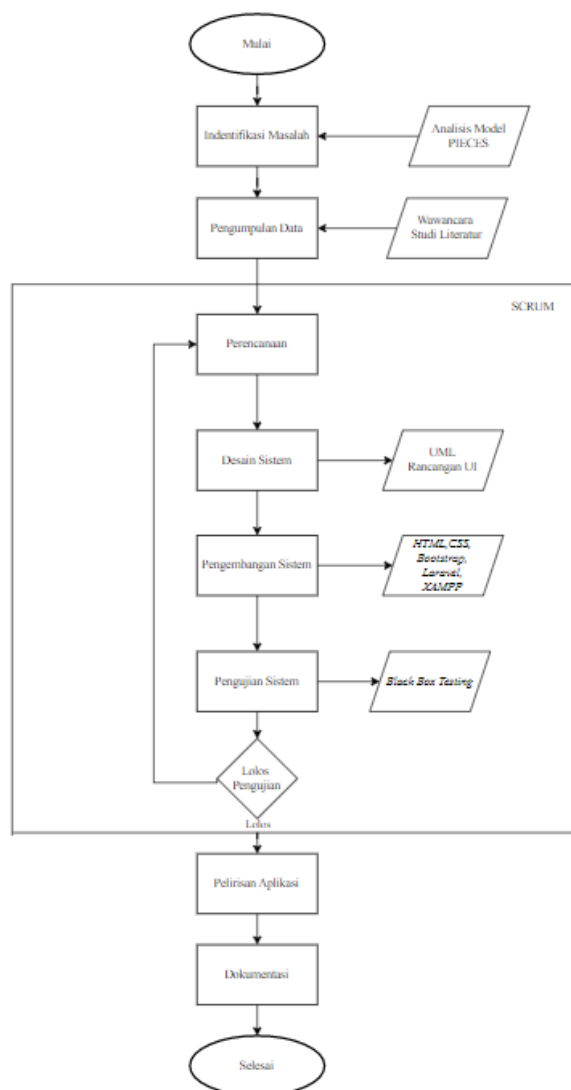 Mulai
Indentifikasi Masalah
Analisis Model
PIECES
Pengumpulan Data
Wawancara
Studi Literatur
SCRUM
Perencanaan
Desain Sistem
UML
Rancangan UI
Pengembangan Sistem
HTML, CSS,
Bootstrap,
Laravel,
XAMPP
Pengujian Sistem
Black Box Testing
Lolos
Pengujian
Lolos
Pelirisan Aplikasi
Dokumentasi
Selesai